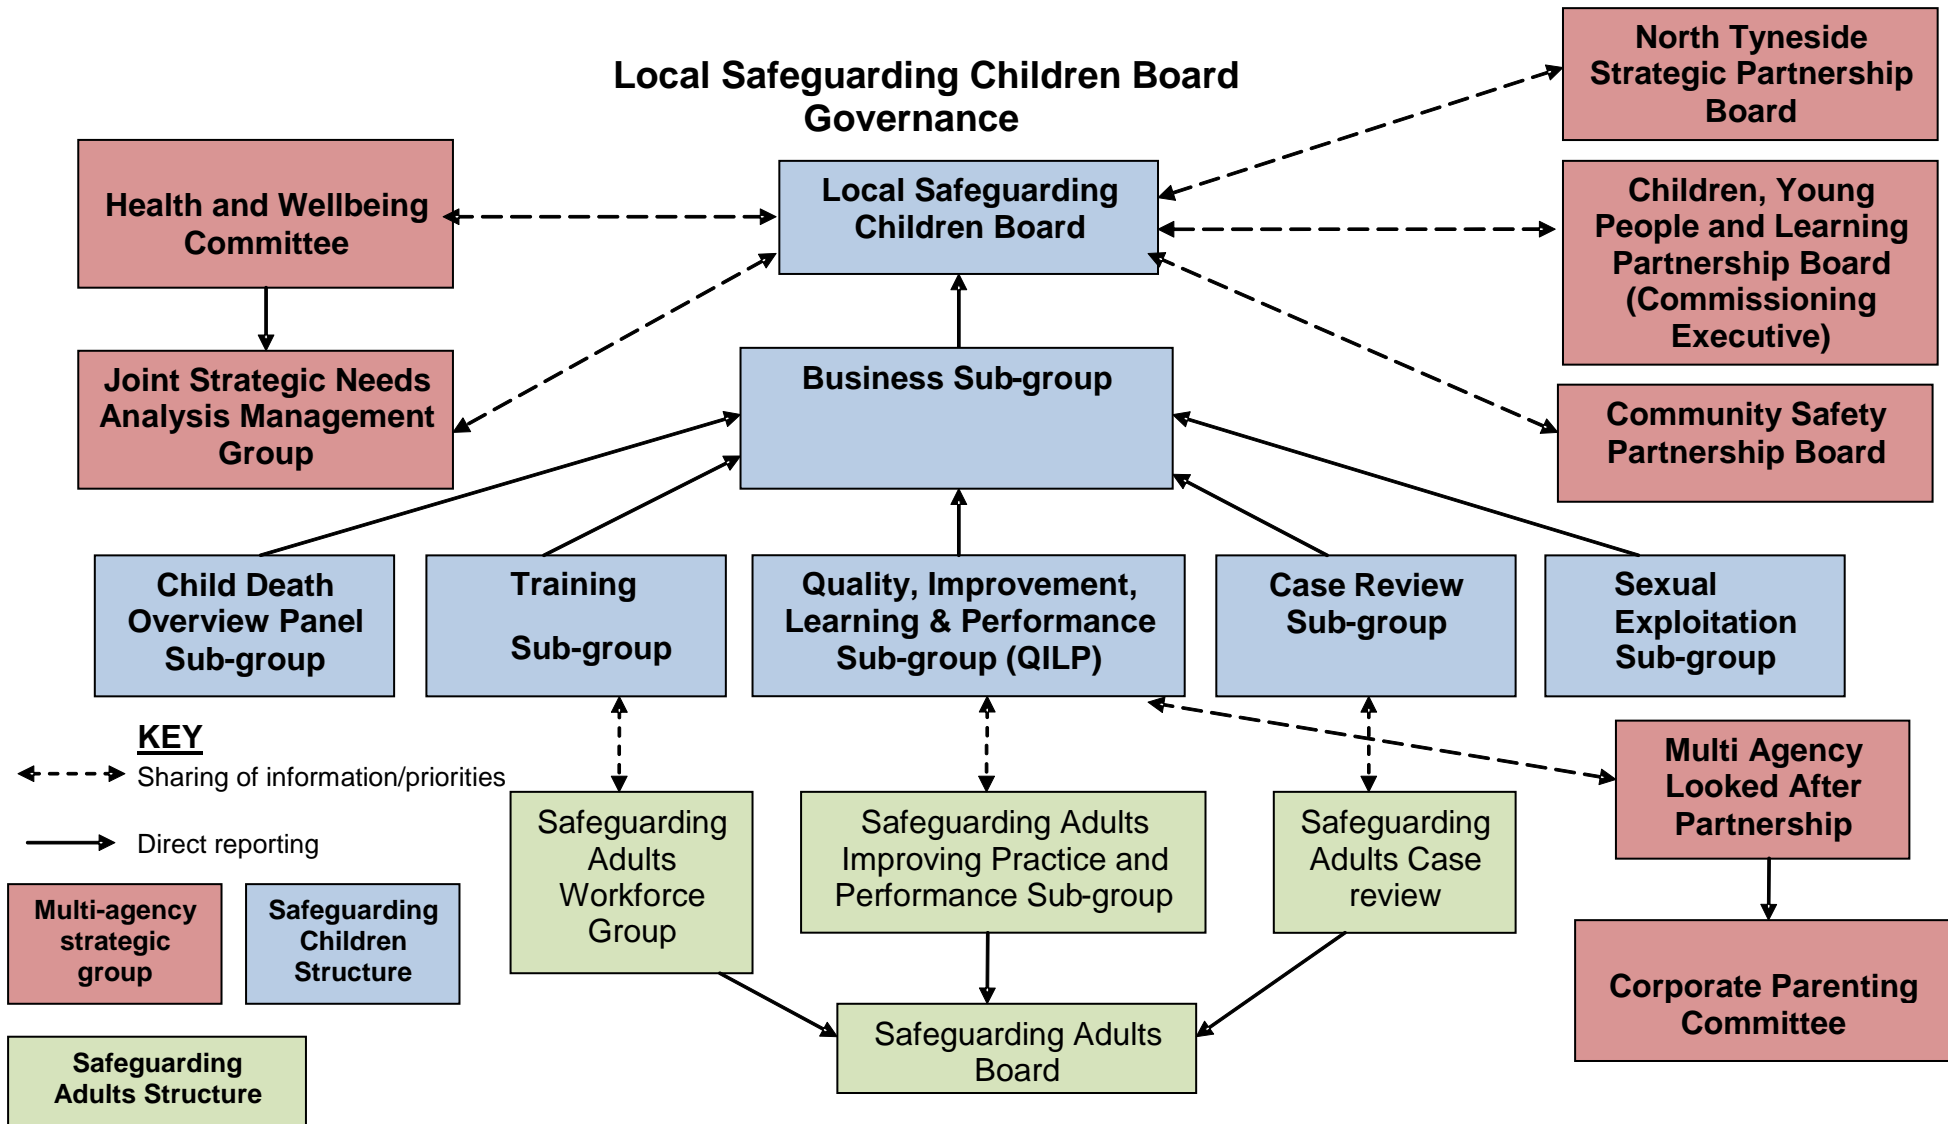 Local Safeguarding Children Board
Governance
North Tyneside
Strategic Partnership
Board
Health and Wellbeing
Committee
Local Safeguarding
Children Board
Children, Young
People and Learning
Partnership Board
(Commissioning
Executive)
Joint Strategic Needs
Analysis Management
Group
Business Sub-group
Community Safety
Partnership Board
Child Death
Overview Panel
Sub-group
Training
Sub-group
Quality, Improvement,
Learning & Performance
Sub-group (QILP)
Case Review
Sub-group
Sexual
Exploitation
Sub-group
KEY
Sharing of information/priorities
Direct reporting
Multi-agency
strategic
group
Safeguarding
Children
Structure
Safeguarding
Adults Structure
Safeguarding
Adults
Workforce
Group
Safeguarding Adults
Improving Practice and
Performance Sub-group
Safeguarding
Adults Case
review
Multi Agency
Looked After
Partnership
Safeguarding Adults
Board
Corporate Parenting
Committee